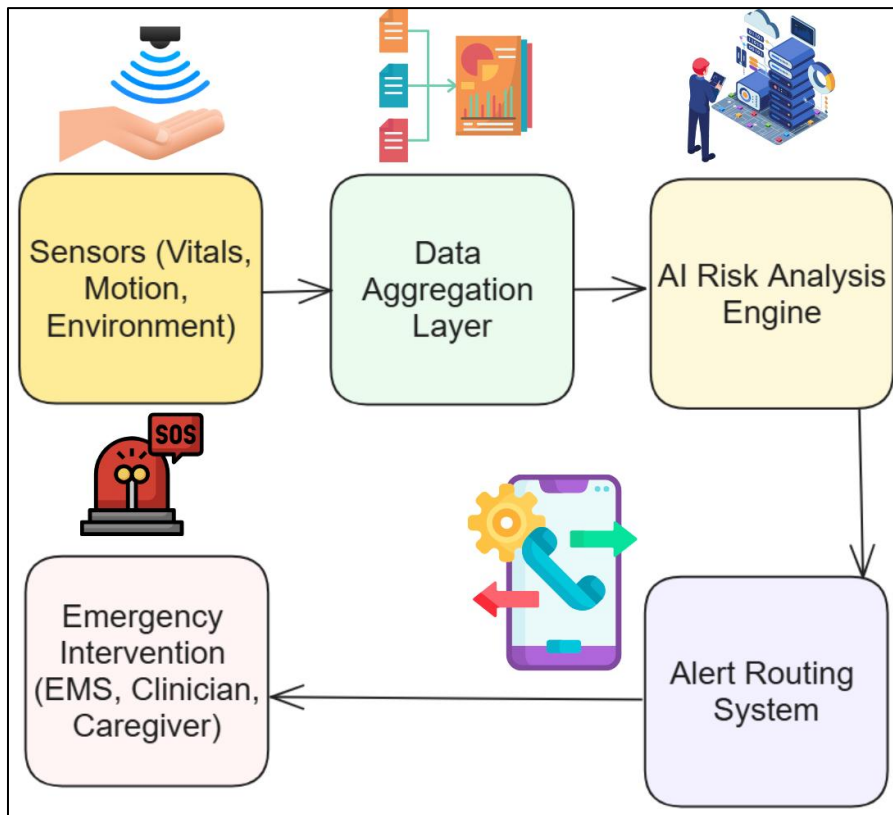 Sensors (Vitals,
Motion,
Environment)
Data
Aggregation
Layer
AI Risk Analysis
Engine
SOS
Emergency
Intervention
(EMS, Clinician,
Caregiver)
Alert Routing
System